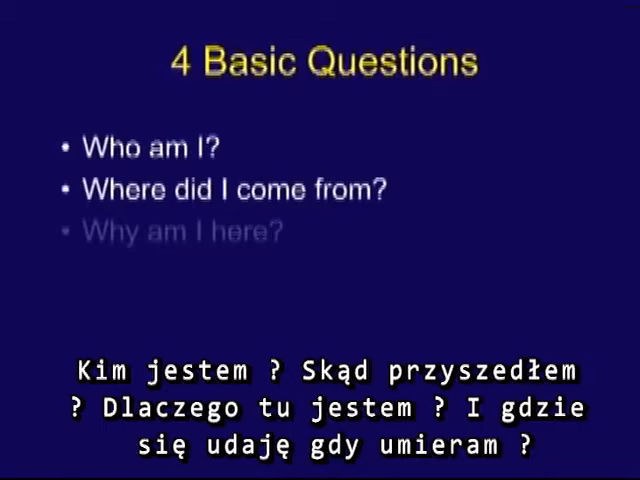 4 Basic Questions
• Who am I?
• Where did I come from?
• Why am I here?
Kim jestem ? Skąd przyszedłem
? Dlaczego tu jestem ? I gdzie
się udaję gdy umieram ?